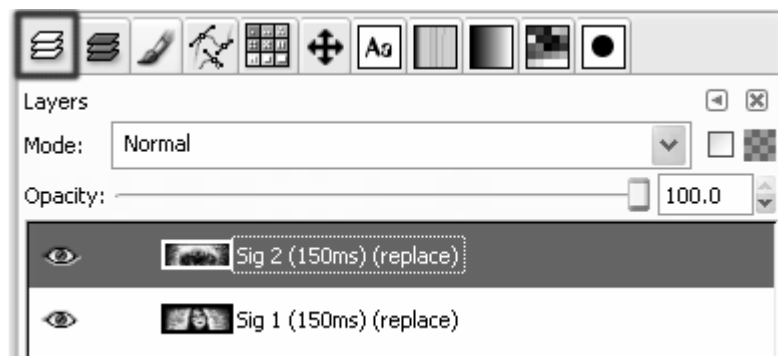 Aa
Layers
Mode: Normal
Opacity: 100.0
Sig 2 (150ms) (replace)
Sig 1 (150ms) (replace)